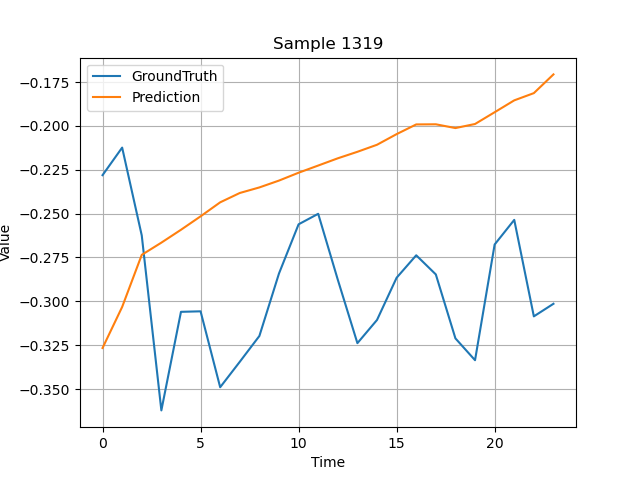 Sample 1319
GroundTruth
Prediction
−0.175
−0.200
−0.225
−0.250
−0.275
−0.300
−0.325
−0.350
Value
0 5 10 15 20
Time